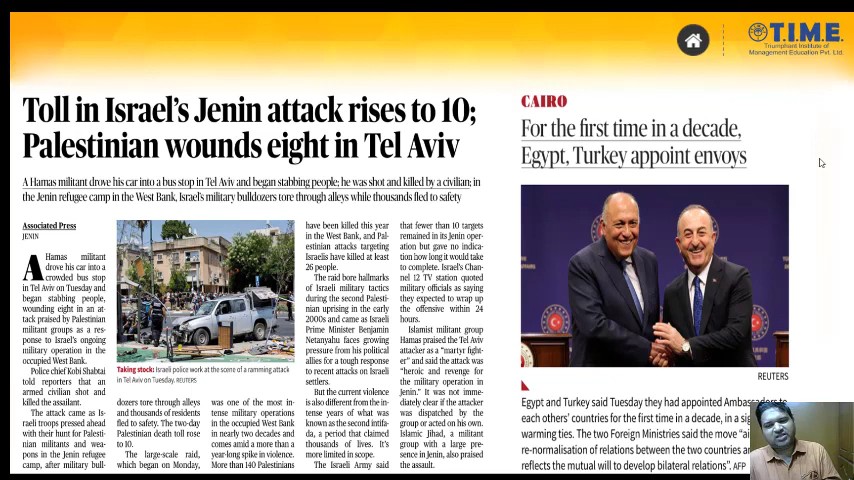 T.I.M.E.
Triumphant Institute of
Management Education Pvt. Ltd.
Toll in Israel's Jenin attack rises to 10;
Palestinian wounds eight in Tel Aviv
A Hamas militant drove his car into a bus stop in Tel Aviv and began stabbing people; he was shot and killed by a civilian; in
the Jenin refugee camp in the West Bank, Israel's military bulldozers tore through alleys while thousands fled to safety
Associated Press
JENIN
A Hamas militant
drove his car into a
crowded bus stop
in Tel Aviv on Tuesday and
began stabbing people,
wounding eight in an
attack praised by Palestinian
militant groups as a re-
sponse to Israel's ongoing
military operation in the
occupied West Bank.
Police chief Kobi Shabtai
told reporters that an
armed civilian shot and
killed the assailant.
The attack came as Is-
raeli troops pressed ahead
with their hunt for Palesti-
nian militants and wea-
pons in the Jenin refugee
camp, after military bull-
Taking stock: Israeli police work at the scene of a ramming attack
in Tel Aviv on Tuesday. REUTERS
dozers tore through alleys
and thousands of residents
fled to safety. The two-day
Palestinian death toll rose
to 10.
The large-scale raid,
which began on Monday,
was one of the most in-
tense military operations
in the occupied West Bank
in nearly two decades and
comes amid a more than a
year-long spike in violence.
More than 140 Palestinians
have been killed this year
in the West Bank, and Pal-
estinian attacks targeting
Israelis have killed at least
26 people.
The raid bore hallmarks
of Israeli military tactics
during the second Palesti-
nian uprising in the early
2000s and came as Israeli
Prime Minister Benjamin
Netanyahu faces growing
pressure from his political
allies for a tough response
to recent attacks on Israeli
settlers.
But the current violence
is also different from the in-
tense years of what was
known as the second intifa-
da, a period that claimed
thousands of lives. It's
more limited in scope.
The Israeli Army said
that fewer than 10 targets
remained in its Jenin oper-
ation but gave no indica-
tion how long it would take
to complete. Israel's Chan-
nel 12 TV station quoted
military officials as saying
they expected to wrap up
the offensive within 24
hours.
Islamist militant group
Hamas praised the Tel Aviv
attacker as a "martyr fight-
er" and said the attack was
"heroic and revenge for
the military operation in
Jenin." It was not imme-
diately clear if the attacker
was dispatched by the
group or acted on his own.
Islamic Jihad, a militant
group with a large pres-
ence in Jenin, also praised
the assault.
CAIRO
For the first time in a decade,
Egypt, Turkey appoint envoys
REUTERS
Egypt and Turkey said Tuesday they had appointed Ambassadors to
each others' countries for the first time in a decade, in a
warming ties. The two Foreign Ministries said the move
re-normalisation of relations between the two countries
reflects the mutual will to develop bilateral relations". AFP